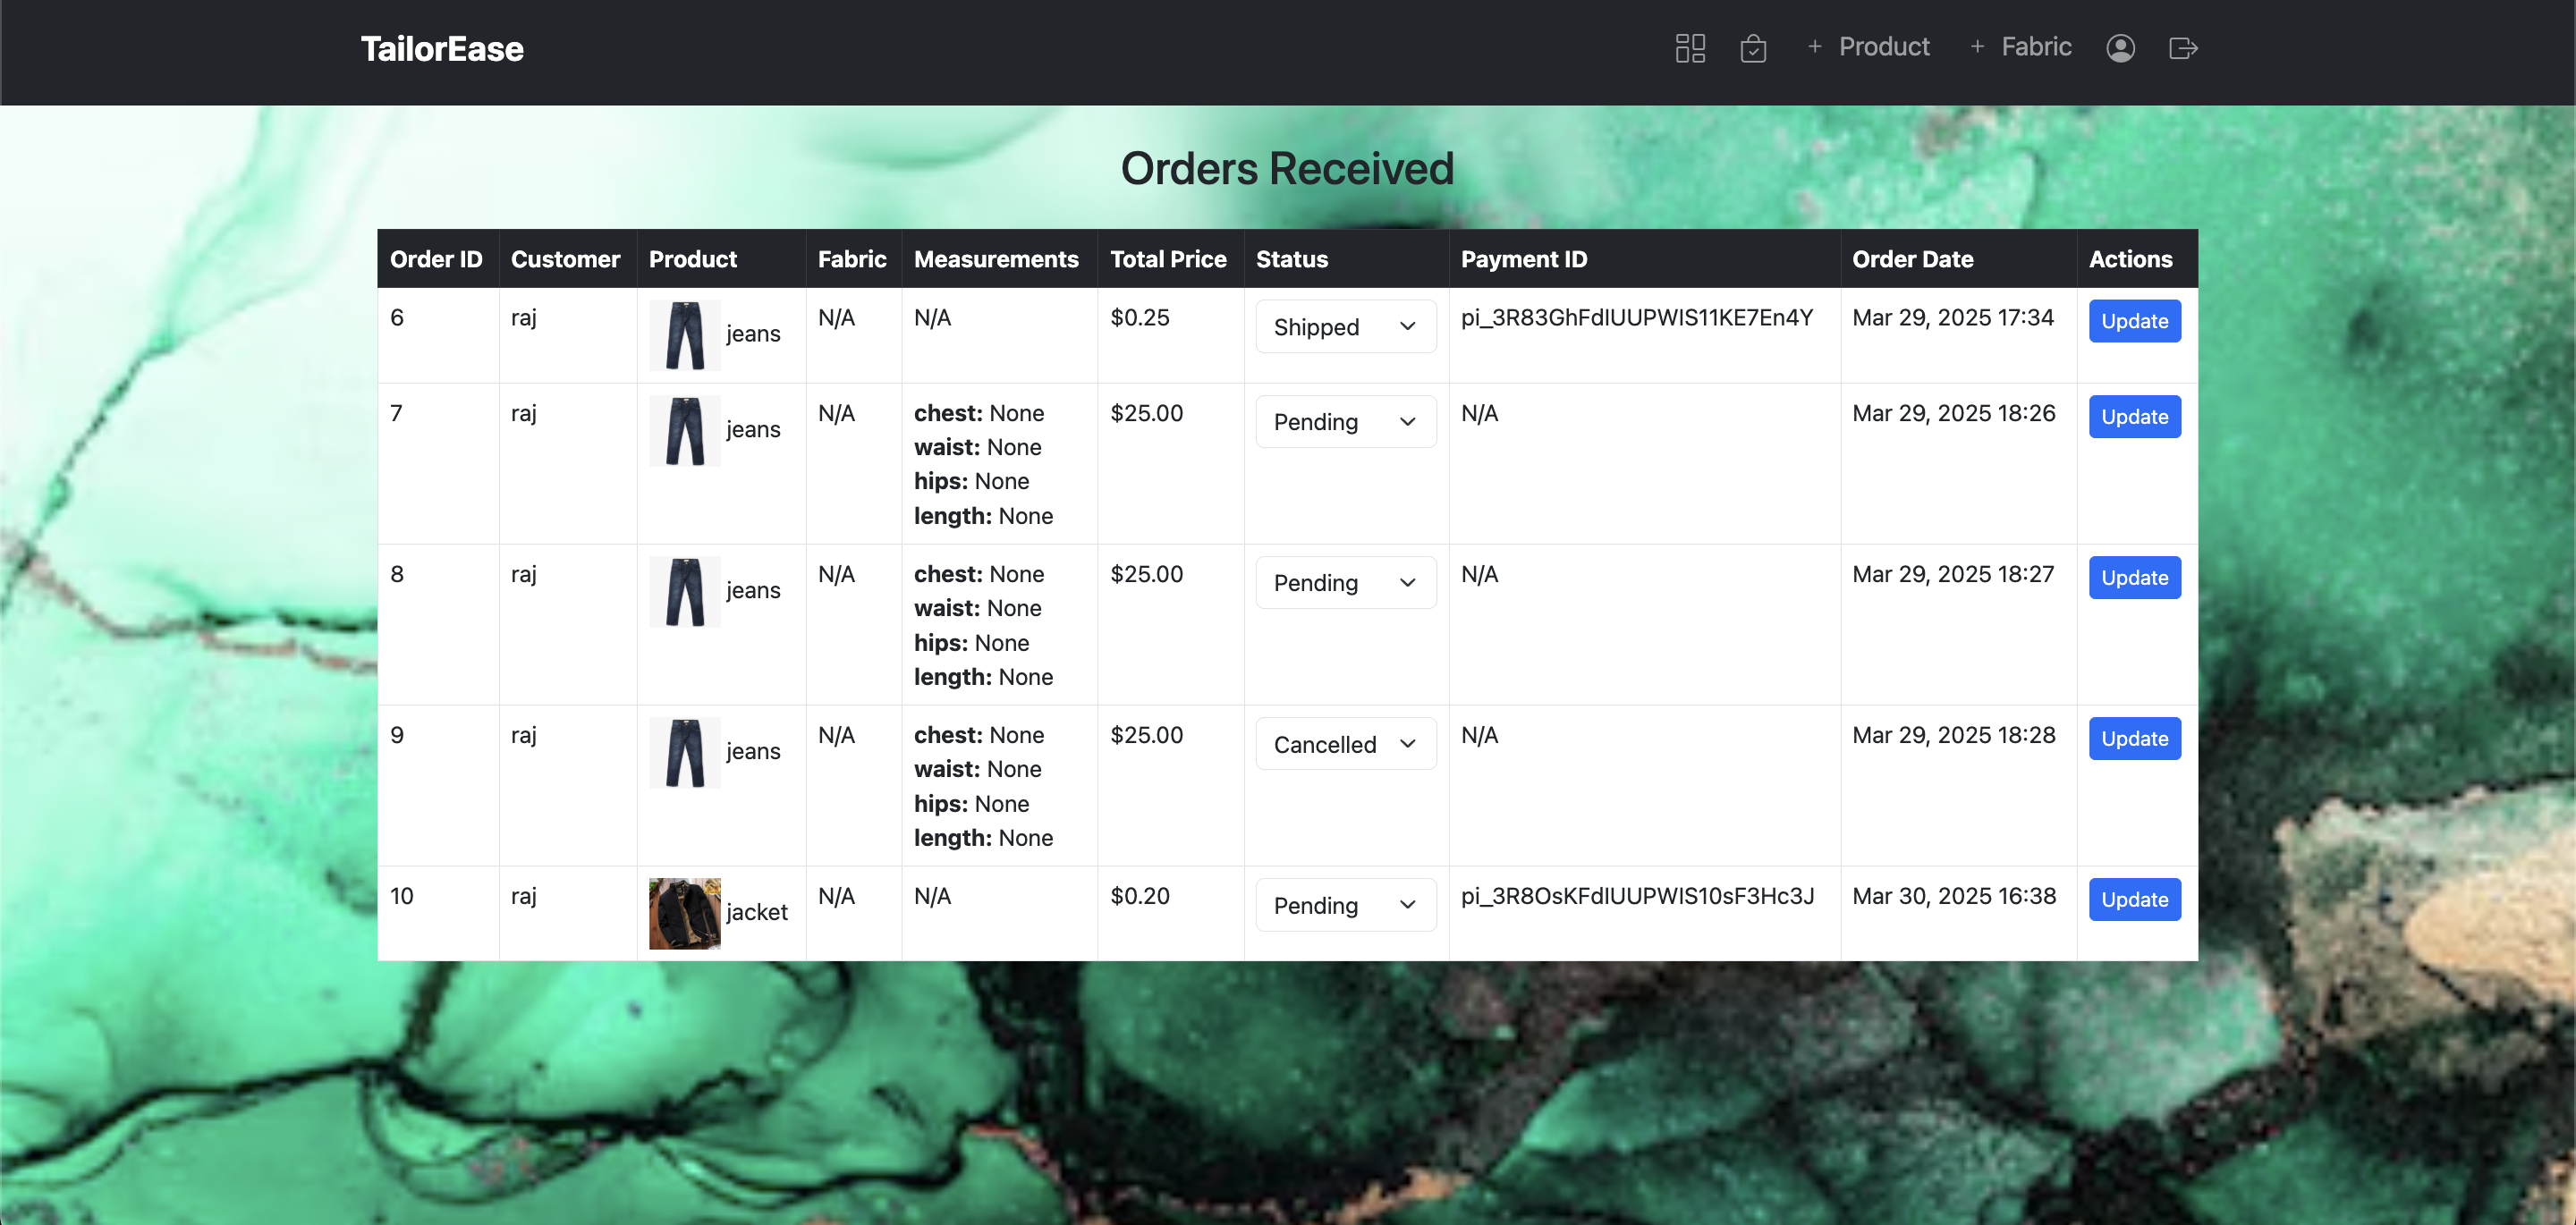 TailorEase
+ Product + Fabric
Orders Received
Order ID Customer Product Fabric Measurements Total Price Status Payment ID Order Date Actions
6 raj jeans N/A N/A $0.25 Shipped pi_3R83GhFdIUUPWIS11KE7En4Y Mar 29, 2025 17:34 Update
7 raj jeans N/A chest: None $25.00 Pending N/A Mar 29, 2025 18:26 Update
waist: None
hips: None
length: None
8 raj jeans N/A chest: None $25.00 Pending N/A Mar 29, 2025 18:27 Update
waist: None
hips: None
length: None
9 raj jeans N/A chest: None $25.00 Cancelled N/A Mar 29, 2025 18:28 Update
waist: None
hips: None
length: None
10 raj jacket N/A N/A $0.20 Pending pi_3R8OsKFdIUUPWIS10sF3Hc3J Mar 30, 2025 16:38 Update